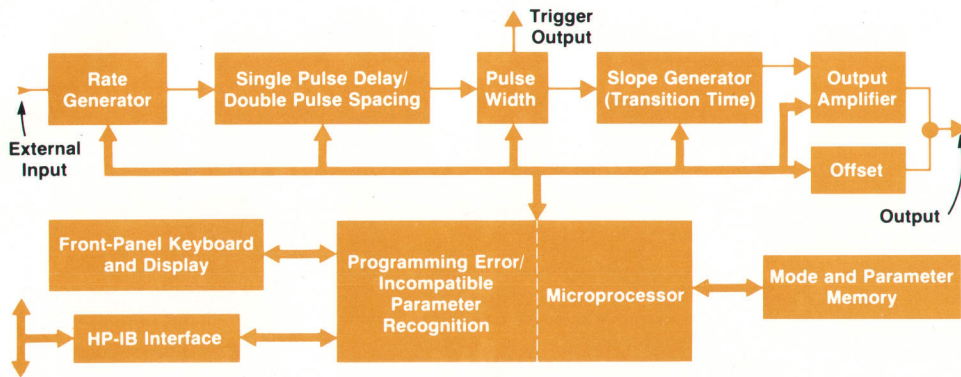 Trigger
Output
Rate
Generator
Single Pulse Delay/
Double Pulse Spacing
Pulse
Width
Slope Generator
(Transition Time)
Output
Amplifier
External
Input
Offset
Output
Front-Panel Keyboard
and Display
Programming Error/
Incompatible
Parameter
Recognition
Microprocessor
Mode and Parameter
Memory
HP-IB Interface